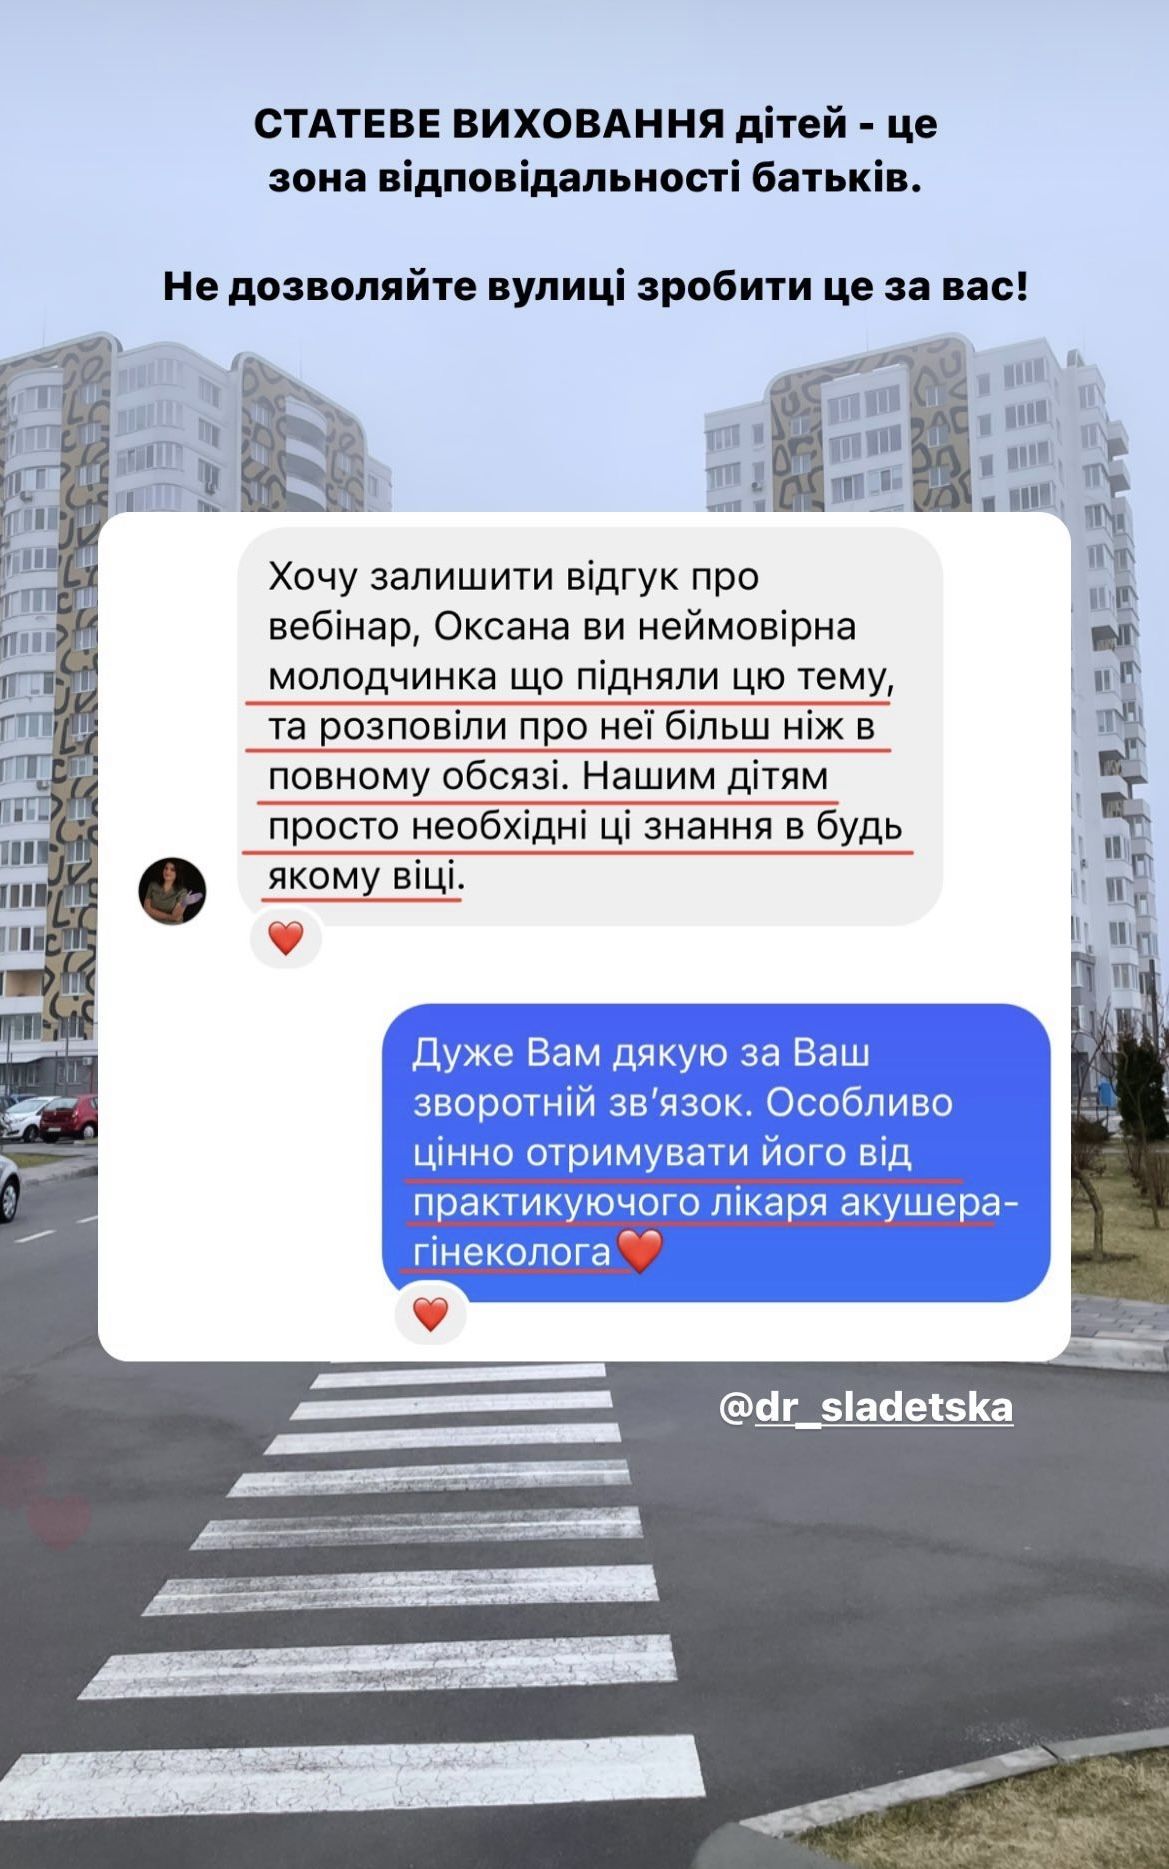 СТАТЕВЕ ВИХОВАННЯ дітей - це
зона відповідальності батьків.
Не дозволяйте вулиці зробити це за вас!
Хочу залишити відгук про
вебінар, Оксана ви неймовірна
молодчинка що підняли цю тему,
та розповіли про неї більш ніж в
повному обсязі. Нашим дітям
просто необхідні ці знання в будь
якому віці.
Дуже Вам дякую за Ваш
зворотній зв’язок. Особливо
цінно отримувати його від
практикуючого лікаря акушера-
гінеколога❤️
@dr_sladetska